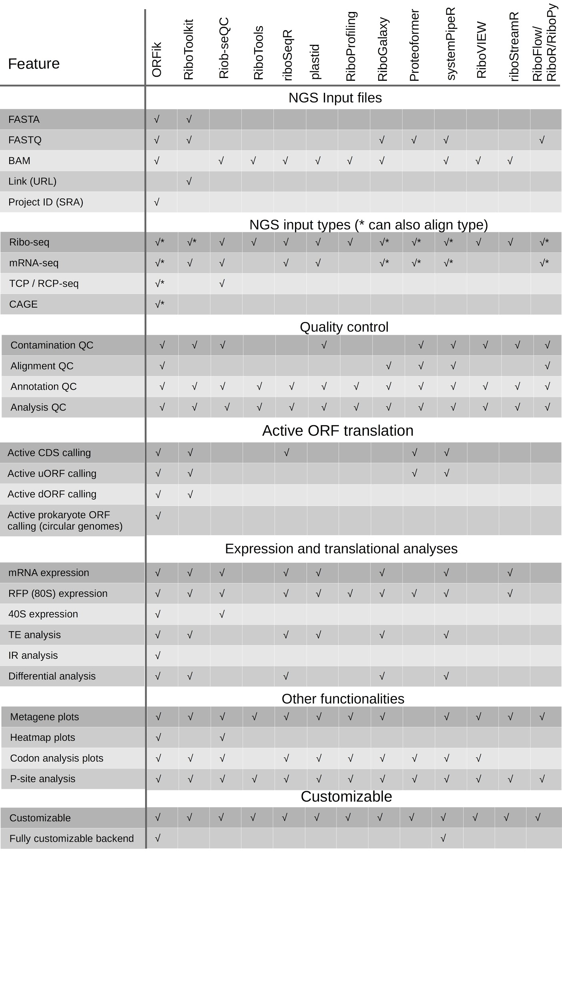 Feature
ORFik
RiboToolkit
Riob-seQC
RiboTools
riboSeqR
plastid
RiboProfiling
RiboGalaxy
Proteoformer
systemPipeR
RiboVIEW
riboStreamR
RiboFlow/
RiboR/RiboPy
NGS Input files
FASTA √ √
FASTQ √ √ √ √ √ √
BAM √ √ √ √ √ √ √ √ √ √
Link (URL) √
Project ID (SRA) √
NGS input types (* can also align type)
Ribo-seq √* √* √ √ √ √ √ √* √* √* √ √ √*
mRNA-seq √* √ √ √ √ √* √* √* √*
TCP / RCP-seq √* √
CAGE √*
Quality control
Contamination QC √ √ √ √ √ √ √ √ √
Alignment QC √ √ √ √ √
Annotation QC √ √ √ √ √ √ √ √ √ √ √ √ √
Analysis QC √ √ √ √ √ √ √ √ √ √ √ √ √
Active ORF translation
Active CDS calling √ √ √ √ √
Active uORF calling √ √ √ √
Active dORF calling √ √
Active prokaryote ORF √
calling (circular genomes)
Expression and translational analyses
mRNA expression √ √ √ √ √ √ √ √
RFP (80S) expression √ √ √ √ √ √ √ √ √ √
40S expression √ √
TE analysis √ √ √ √ √ √
IR analysis √
Differential analysis √ √ √ √ √
Other functionalities
Metagene plots √ √ √ √ √ √ √ √ √ √ √ √
Heatmap plots √ √
Codon analysis plots √ √ √ √ √ √ √ √ √ √
P-site analysis √ √ √ √ √ √ √ √ √ √ √ √ √
Customizable
Customizable √ √ √ √ √ √ √ √ √ √ √ √ √
Fully customizable backend √ √